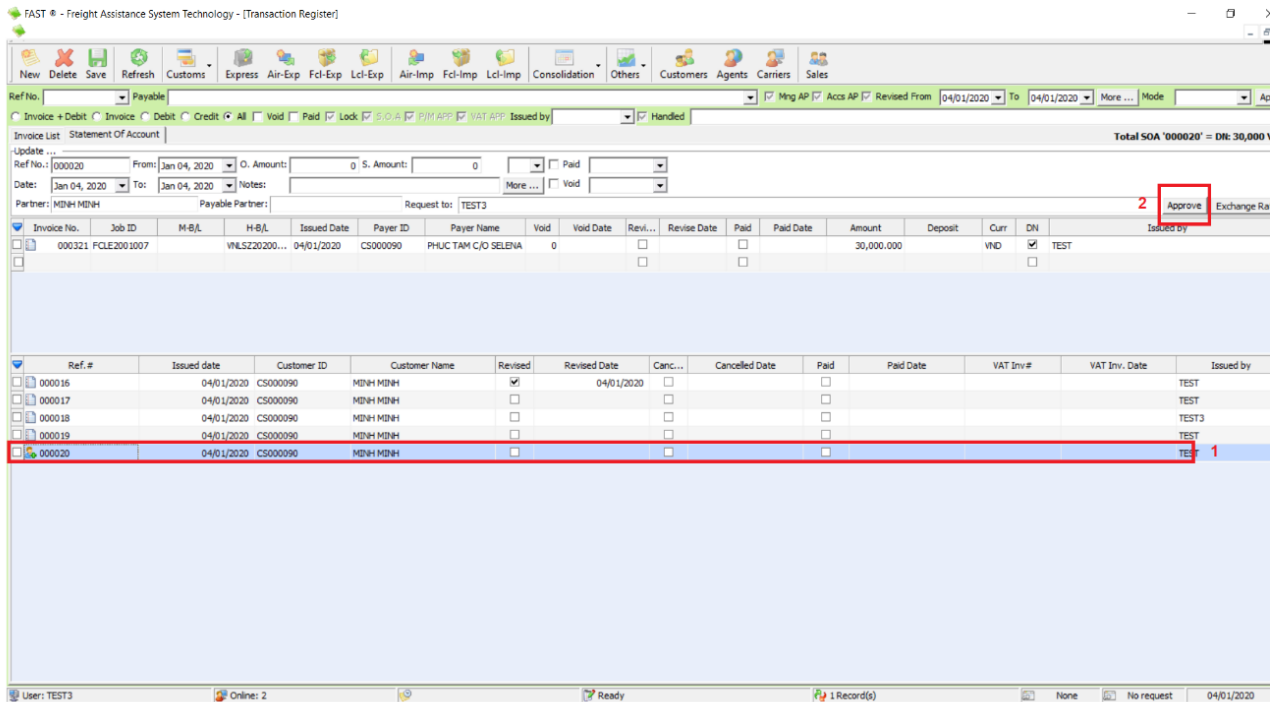 FAST ® - Freight Assistance System Technology - [Transaction Register]
New Delete Save Refresh Customs Express Air-Exp Fcl-Exp Lcl-Exp Air-Imp Fcl-Imp Lcl-Imp Consolidation Others Customers Agents Carriers Sales
Ref No. Payable Mng AP Accs AP Revised From 04/01/2020 To 04/01/2020 More ... Mode Ap
Invoice + Debit Invoice Debit Credit All Void Paid Lock S.O.A P/M APP VAT APP Issued by Handled
Invoice List Statement Of Account Total SOA '000020' = DN: 30,000 V
Update ...
Ref No.: 000020 From: Jan 04, 2020 O. Amount: 0 S. Amount: 0 Paid
Date: Jan 04, 2020 To: Jan 04, 2020 Notes: More ... Void
Partner: MINH MINH Payable Partner: Request to: TEST3 2 Approve Exchange Ra
Invoice No. Job ID M-B/L H-B/L Issued Date Payer ID Payer Name Void Void Date Revi... Revise Date Paid Paid Date Amount Deposit Curr DN Issued by
000321 FCLE2001007 VNLSZ20200... 04/01/2020 CS000090 PHUC TAM C/O SELENA 0 30,000.000 VND TEST
Ref.# Issued date Customer ID Customer Name Revised Revised Date Canc... Cancelled Date Paid Paid Date VAT Inv# VAT Inv. Date Issued by
000016 04/01/2020 CS000090 MINH MINH 04/01/2020 TEST
000017 04/01/2020 CS000090 MINH MINH TEST
000018 04/01/2020 CS000090 MINH MINH TEST3
000019 04/01/2020 CS000090 MINH MINH TEST
000020 04/01/2020 CS000090 MINH MINH TEST 1
User: TEST3 Online: 2 Ready 1 Record(s) None No request 04/01/2020